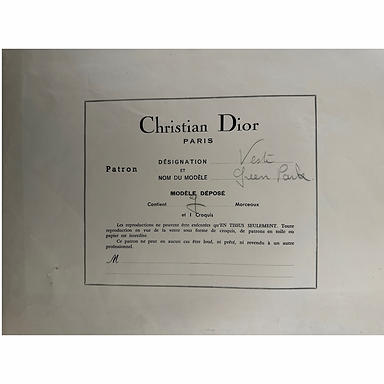 Christian Dior
PARIS
Patron
DÉSIGNATION Veste
ET
NOM DU MODÈLE Green Park
MODÈLE DÉPOSÉ
Contient 7 Morceaux
et 1 Croquis
Les reproductions ne peuvent être exécutées qu'EN TISSUS SEULEMENT. Toute
reproduction en vue de la vente sous forme de croquis, de patrons en toile ou
papier est interdite.
Ce patron ne peut en aucun cas être loué, ni prêté, ni revendu à un autre
professionnel.
M